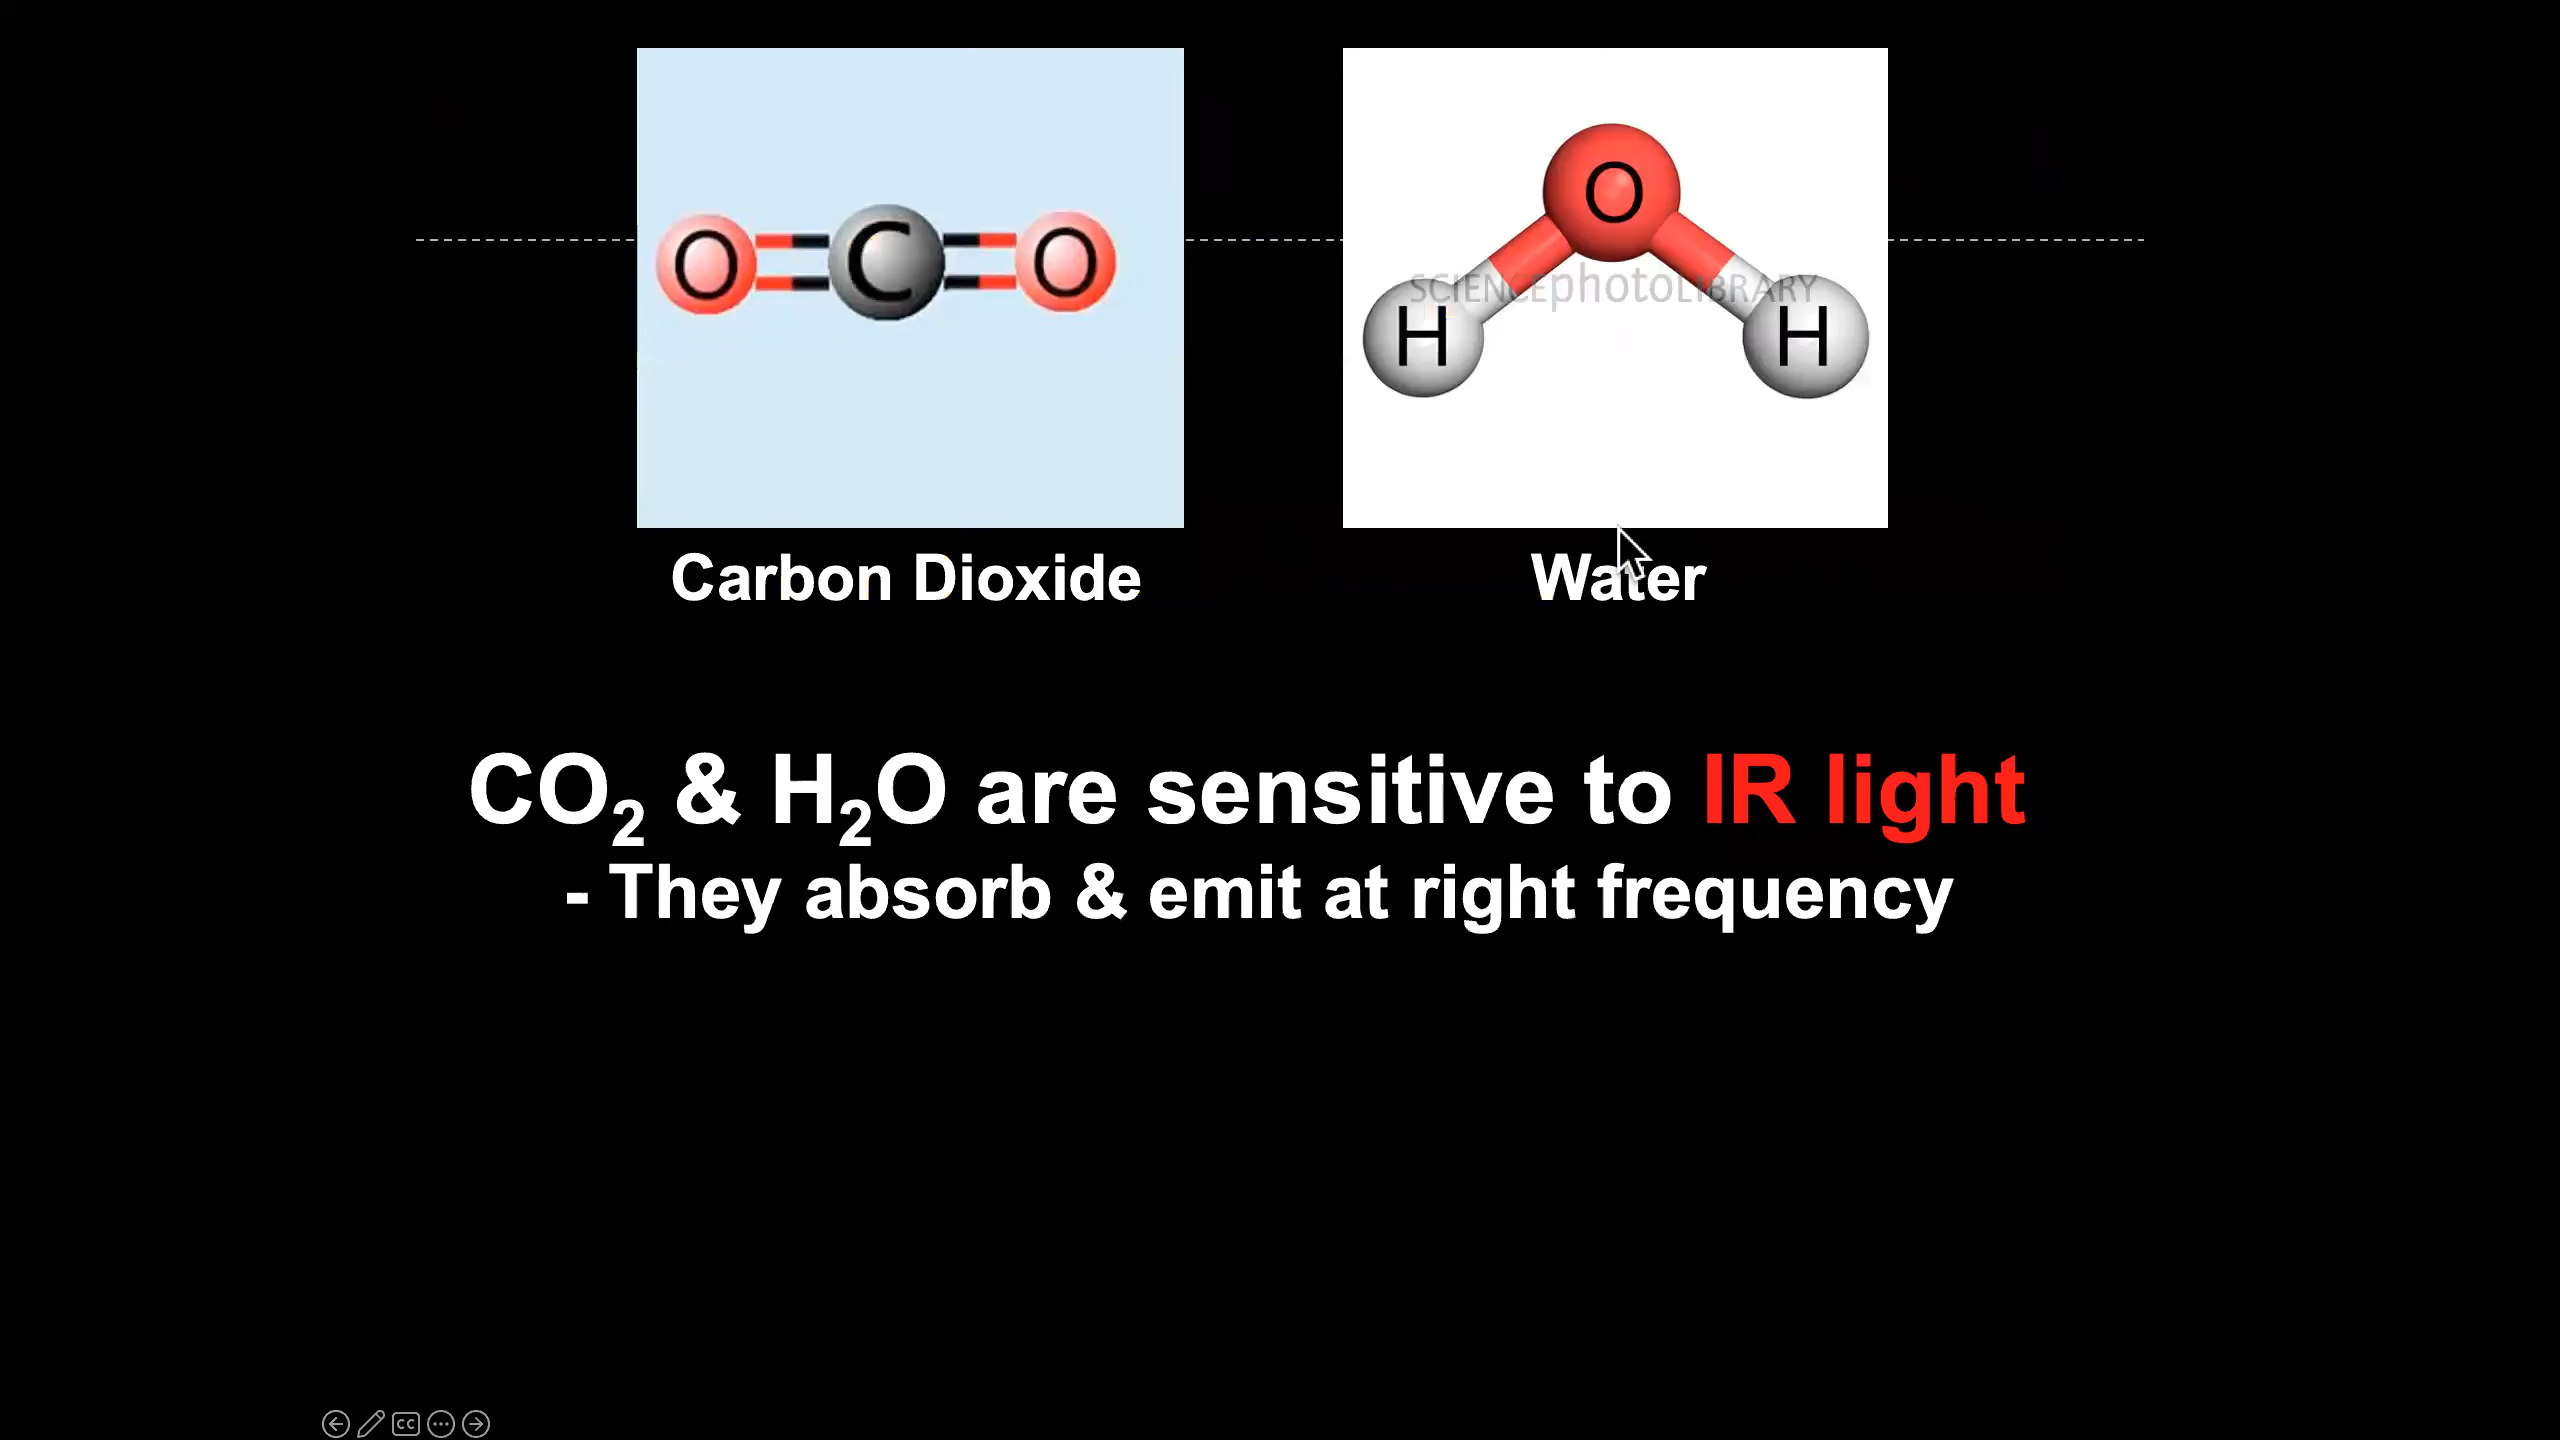 O C O
O
SCIENCEphotoLIBRARY
H H
Carbon Dioxide
Water
CO₂ & H₂O are sensitive to IR light
- They absorb & emit at right frequency
CC